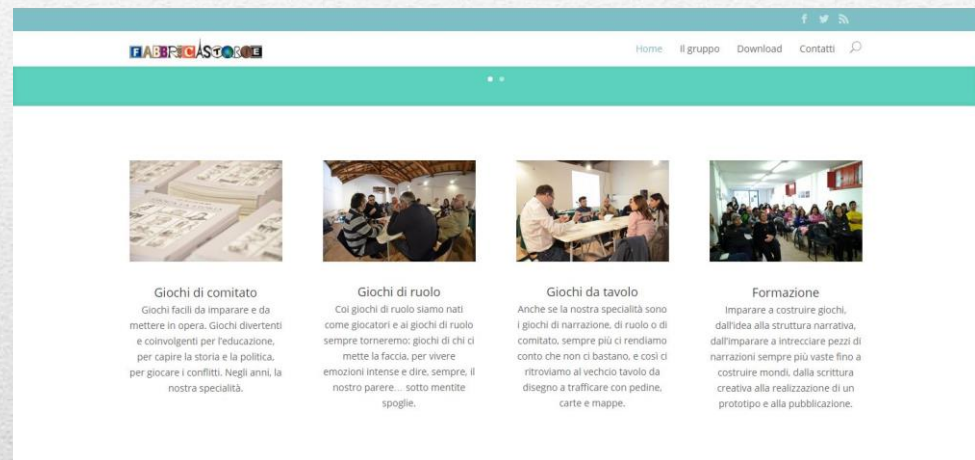 FABBRICASTORIE
Home Il gruppo Download Contatti
Giochi di comitato
Giochi facili da imparare e da
mettere in opera. Giochi divertenti
e coinvolgenti per l'educazione,
per capire la storia e la politica,
per giocare i conflitti. Negli anni, la
nostra specialità.
Giochi di ruolo
Coi giochi di ruolo siamo nati
come giocatori e ai giochi di ruolo
sempre torneremo: giochi di chi ci
mette la faccia, per vivere
emozioni intense e dire, sempre, il
nostro parere... sotto mentite
spoglie.
Giochi da tavolo
Anche se la nostra specialità sono
i giochi di narrazione, di ruolo o di
comitato, sempre più ci rendiamo
conto che non ci bastano, e così ci
ritroviamo al vechcio tavolo da
disegno a trafficare con pedine,
carte e mappe.
Formazione
Imparare a costruire giochi,
dall'idea alla struttura narrativa,
dall'imparare a intrecciare pezzi di
narrazioni sempre più vaste fino a
costruire mondi, dalla scrittura
creativa alla realizzazione di un
prototipo e alla pubblicazione.